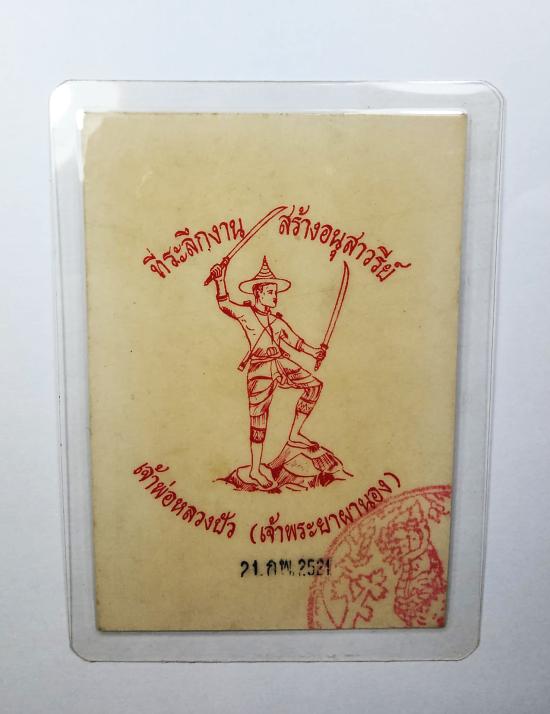 ที่ระลึกงาน สร้างอนุสาวรีย์
เจ้าพ่อหลวงปัว (เจ้าพระยาผานอง)
21.กพ.2521